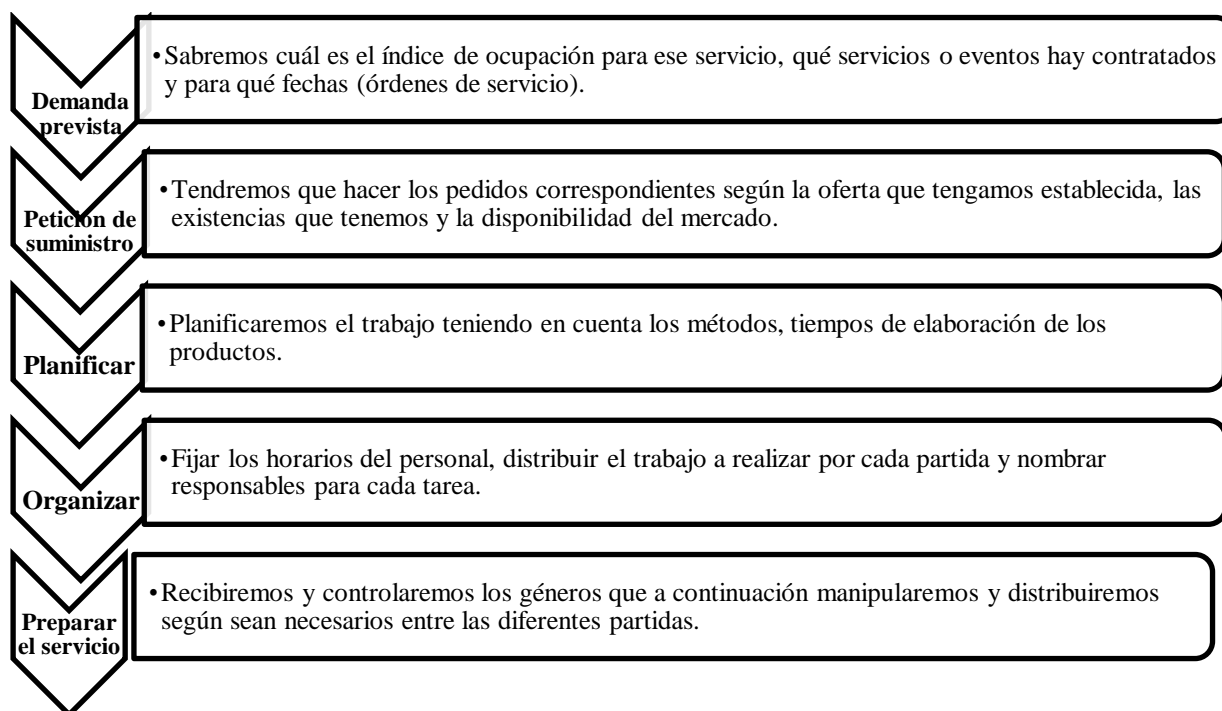 Demanda
prevista
•Sabremos cuál es el índice de ocupación para ese servicio, qué servicios o eventos hay contratados
y para qué fechas (órdenes de servicio).
Petición de
suministro
•Tendremos que hacer los pedidos correspondientes según la oferta que tengamos establecida, las
existencias que tenemos y la disponibilidad del mercado.
Planificar
•Planificaremos el trabajo teniendo en cuenta los métodos, tiempos de elaboración de los
productos.
Organizar
•Fijar los horarios del personal, distribuir el trabajo a realizar por cada partida y nombrar
responsables para cada tarea.
Preparar
el servicio
•Recibiremos y controlaremos los géneros que a continuación manipularemos y distribuiremos
según sean necesarios entre las diferentes partidas.